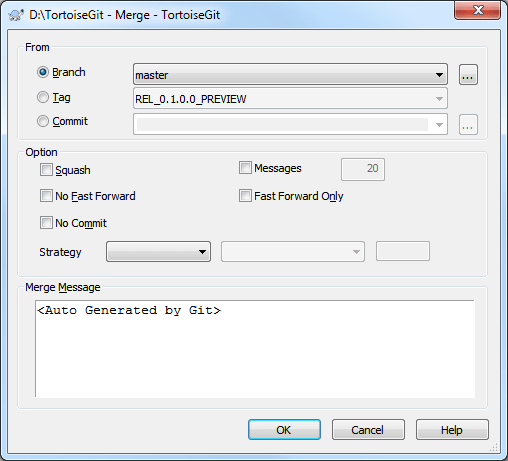 D:\TortoiseGit - Merge - TortoiseGit
From
Branch
master
...
Tag
REL_0.1.0.0_PREVIEW
Commit
...
Option
Squash
Messages
20
No Fast Forward
Fast Forward Only
No Commit
Strategy
Merge Message
<Auto Generated by Git>
OK
Cancel
Help